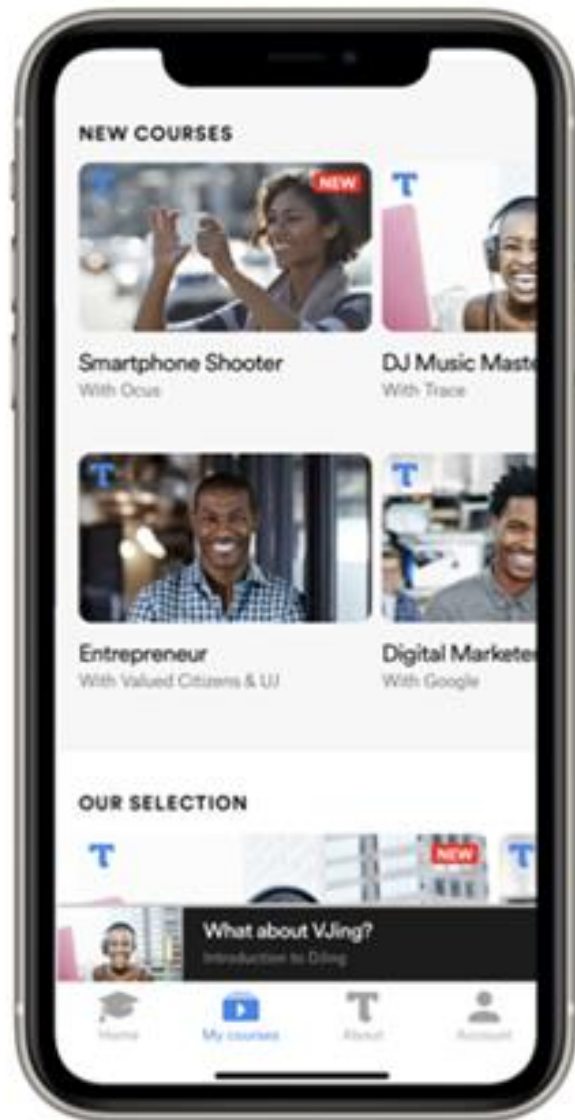 NEW COURSES
NEW
Smartphone Shooter
With Ocus
DJ Music Maste
With Trace
Entrepreneur
With Valued Citizens & UJ
Digital Markete
With Google
OUR SELECTION
NEW
What about VJing?
Introduction to DJing
Home
My courses
About
Account